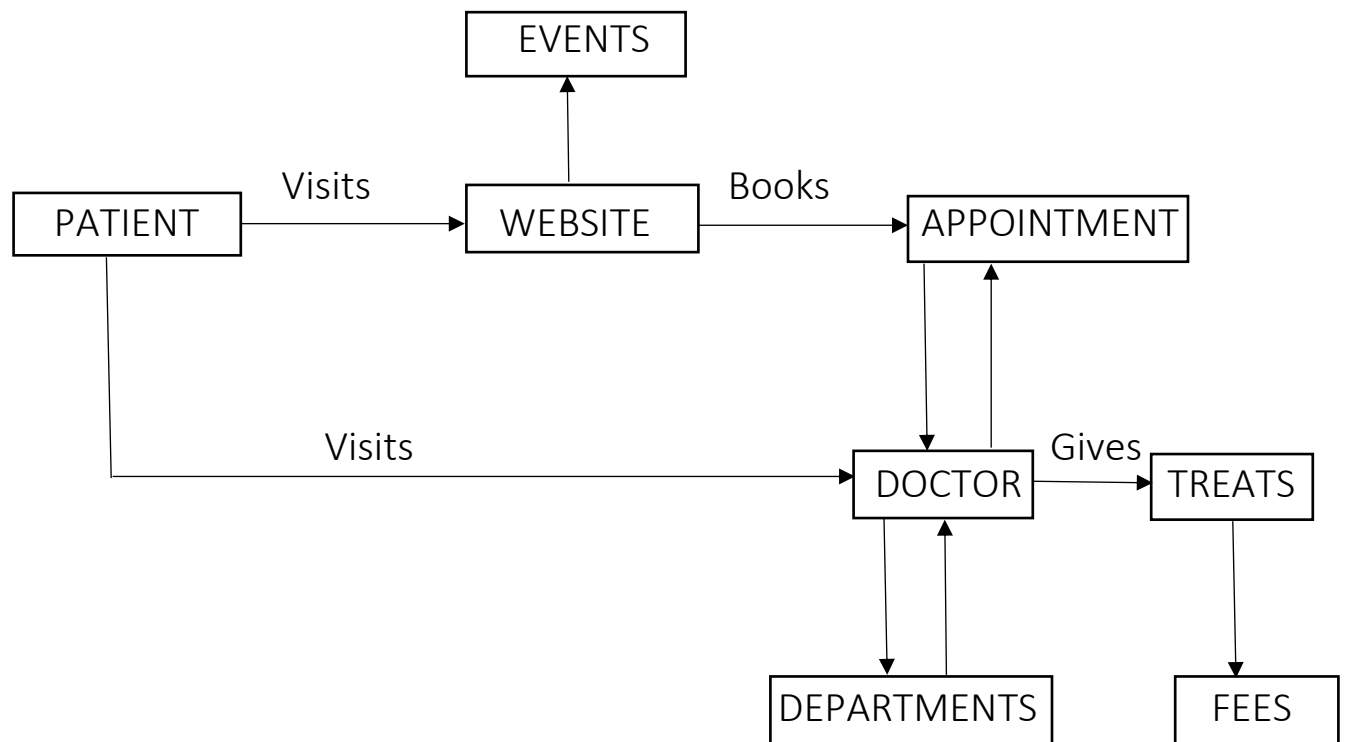 EVENTS
Visits
Books
PATIENT
WEBSITE
APPOINTMENT
Visits
Gives
DOCTOR
TREATS
DEPARTMENTS
FEES